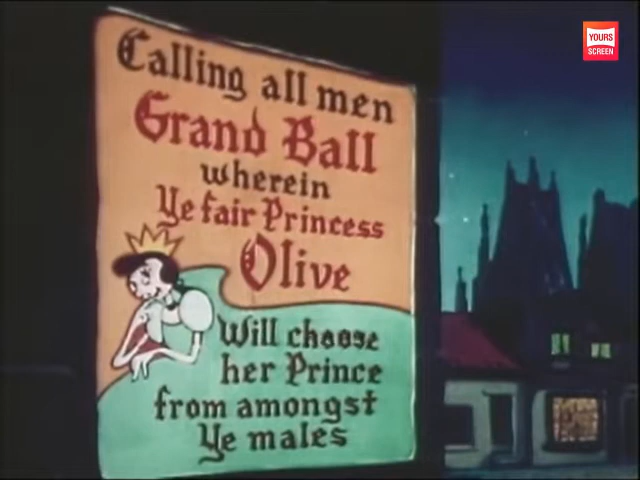 YOURS
SCREEN
Calling all men
Grand Ball
wherein
Ye fair Princess
Olive
Will choose
her Prince
from amongst
Ye males